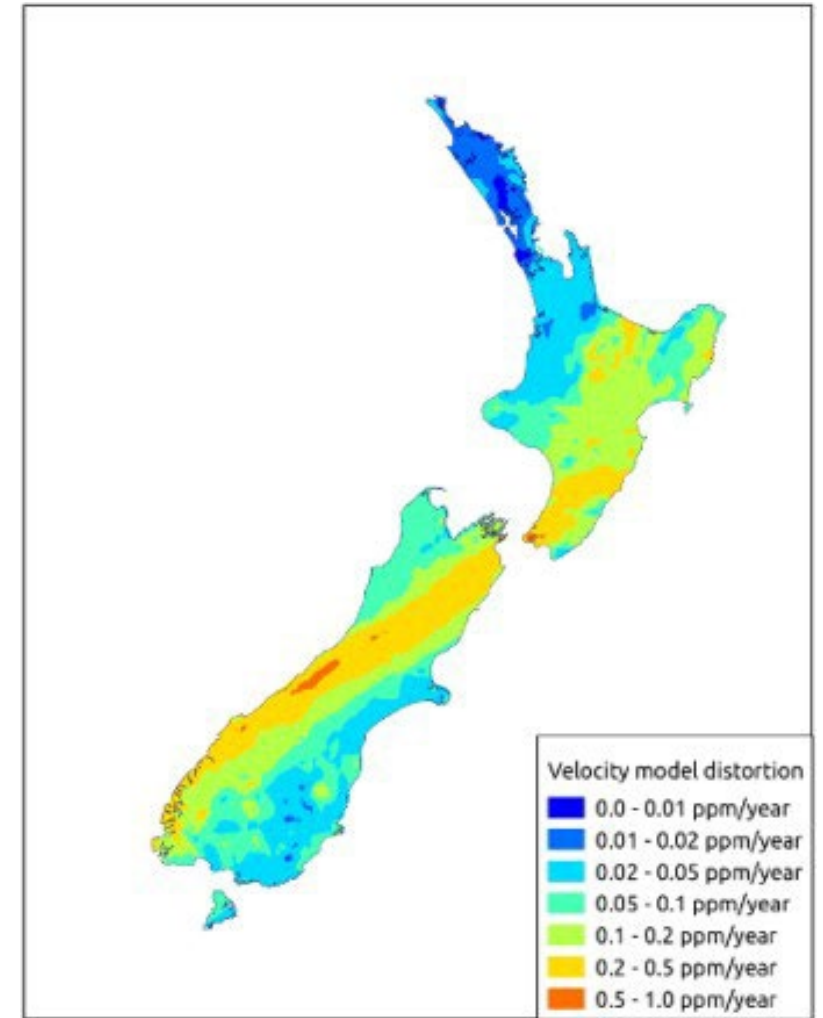 Velocity model distortion
0.0 - 0.01 ppm/year
0.01 - 0.02 ppm/year
0.02 - 0.05 ppm/year
0.05 - 0.1 ppm/year
0.1 - 0.2 ppm/year
0.2 - 0.5 ppm/year
0.5 - 1.0 ppm/year